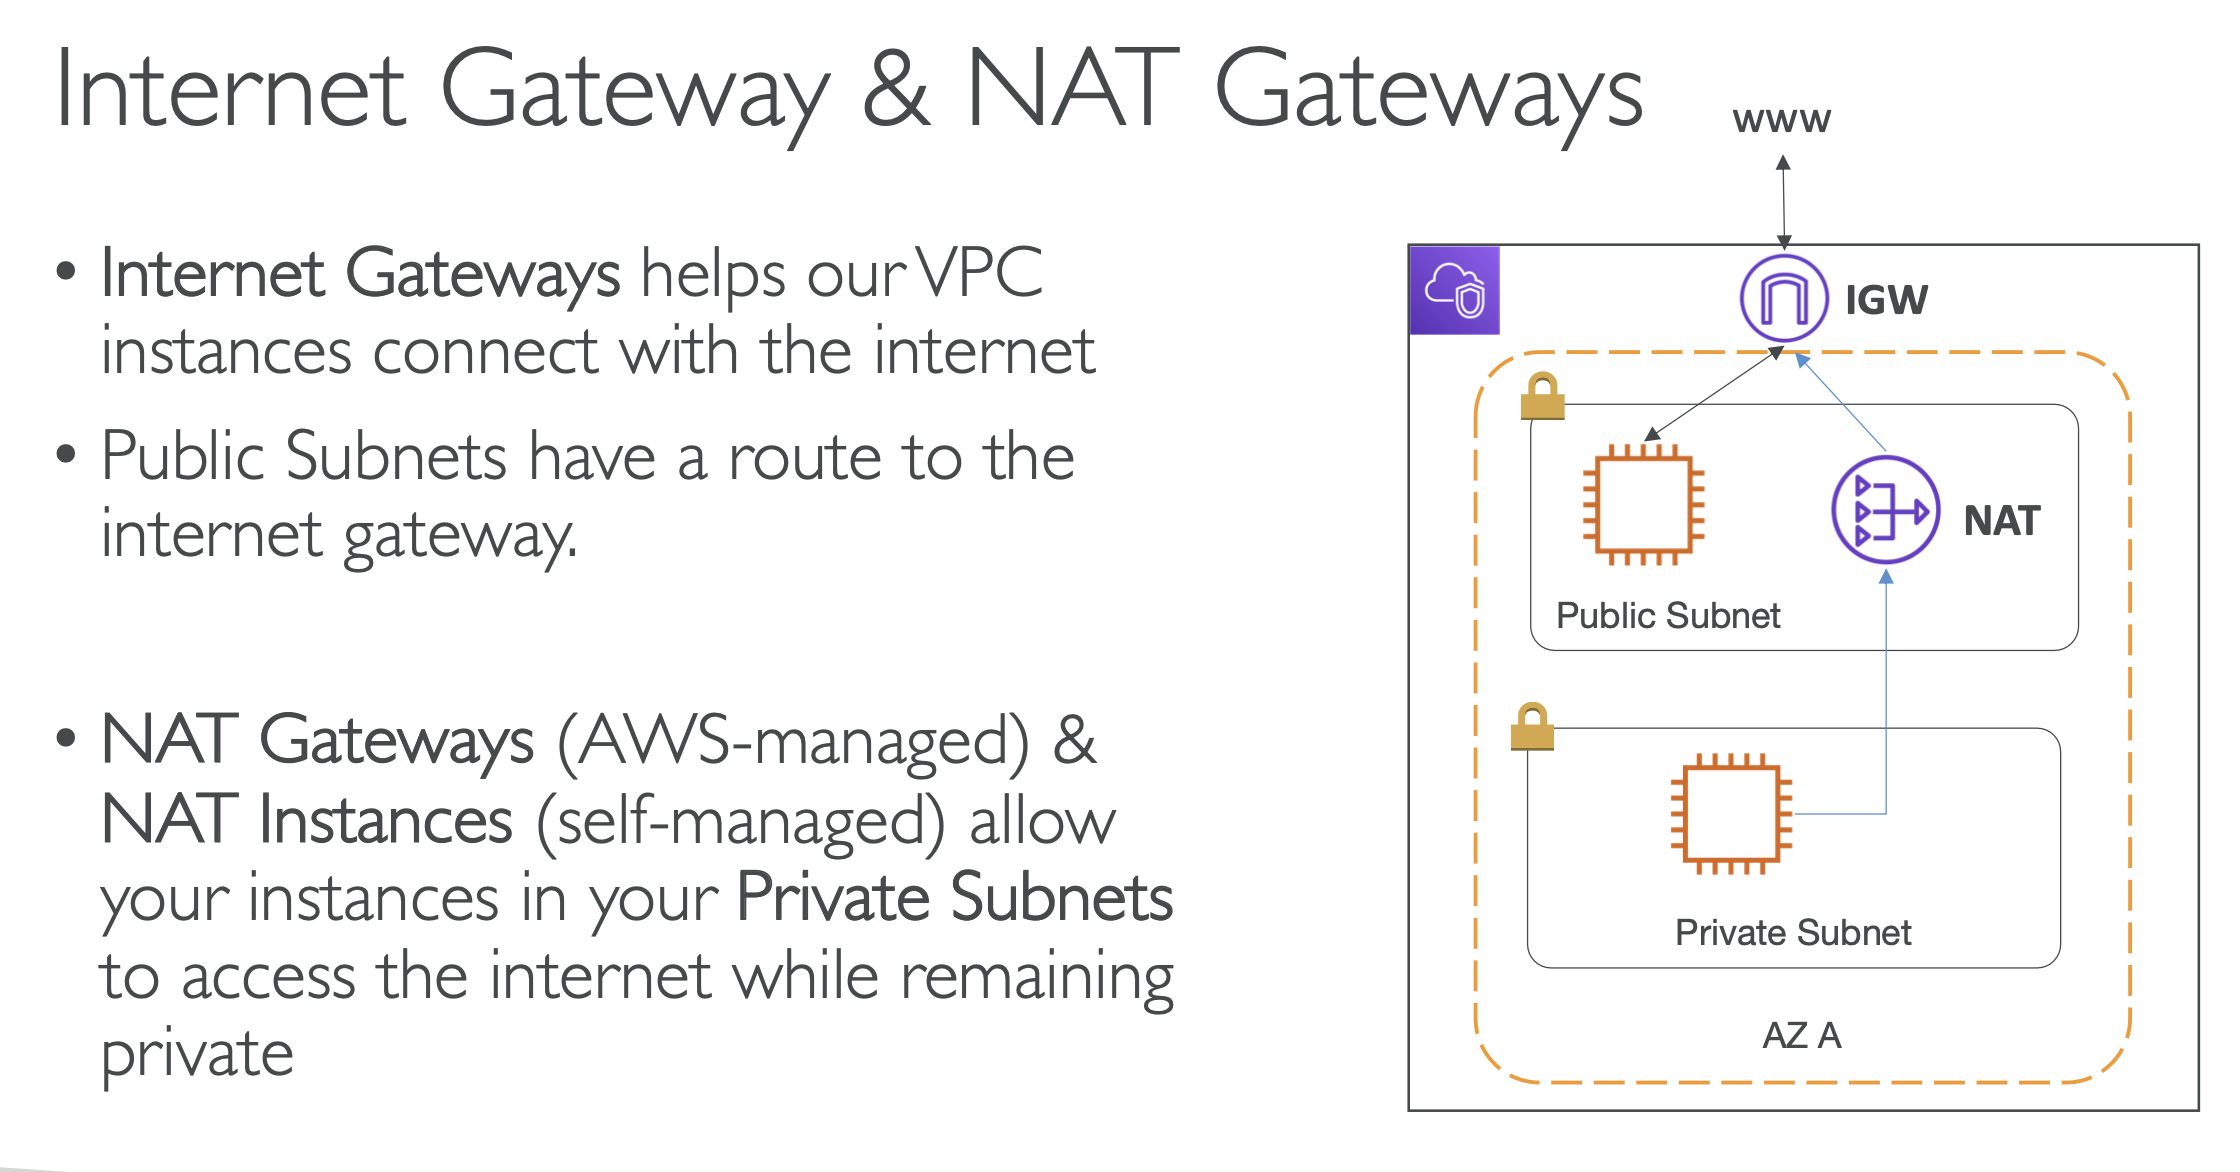 Internet Gateway & NAT Gateways
• Internet Gateways helps our VPC
instances connect with the internet
• Public Subnets have a route to the
internet gateway.
• NAT Gateways (AWS-managed) &
NAT Instances (self-managed) allow
your instances in your Private Subnets
to access the internet while remaining
private
www
IGW
NAT
Public Subnet
Private Subnet
AZ A